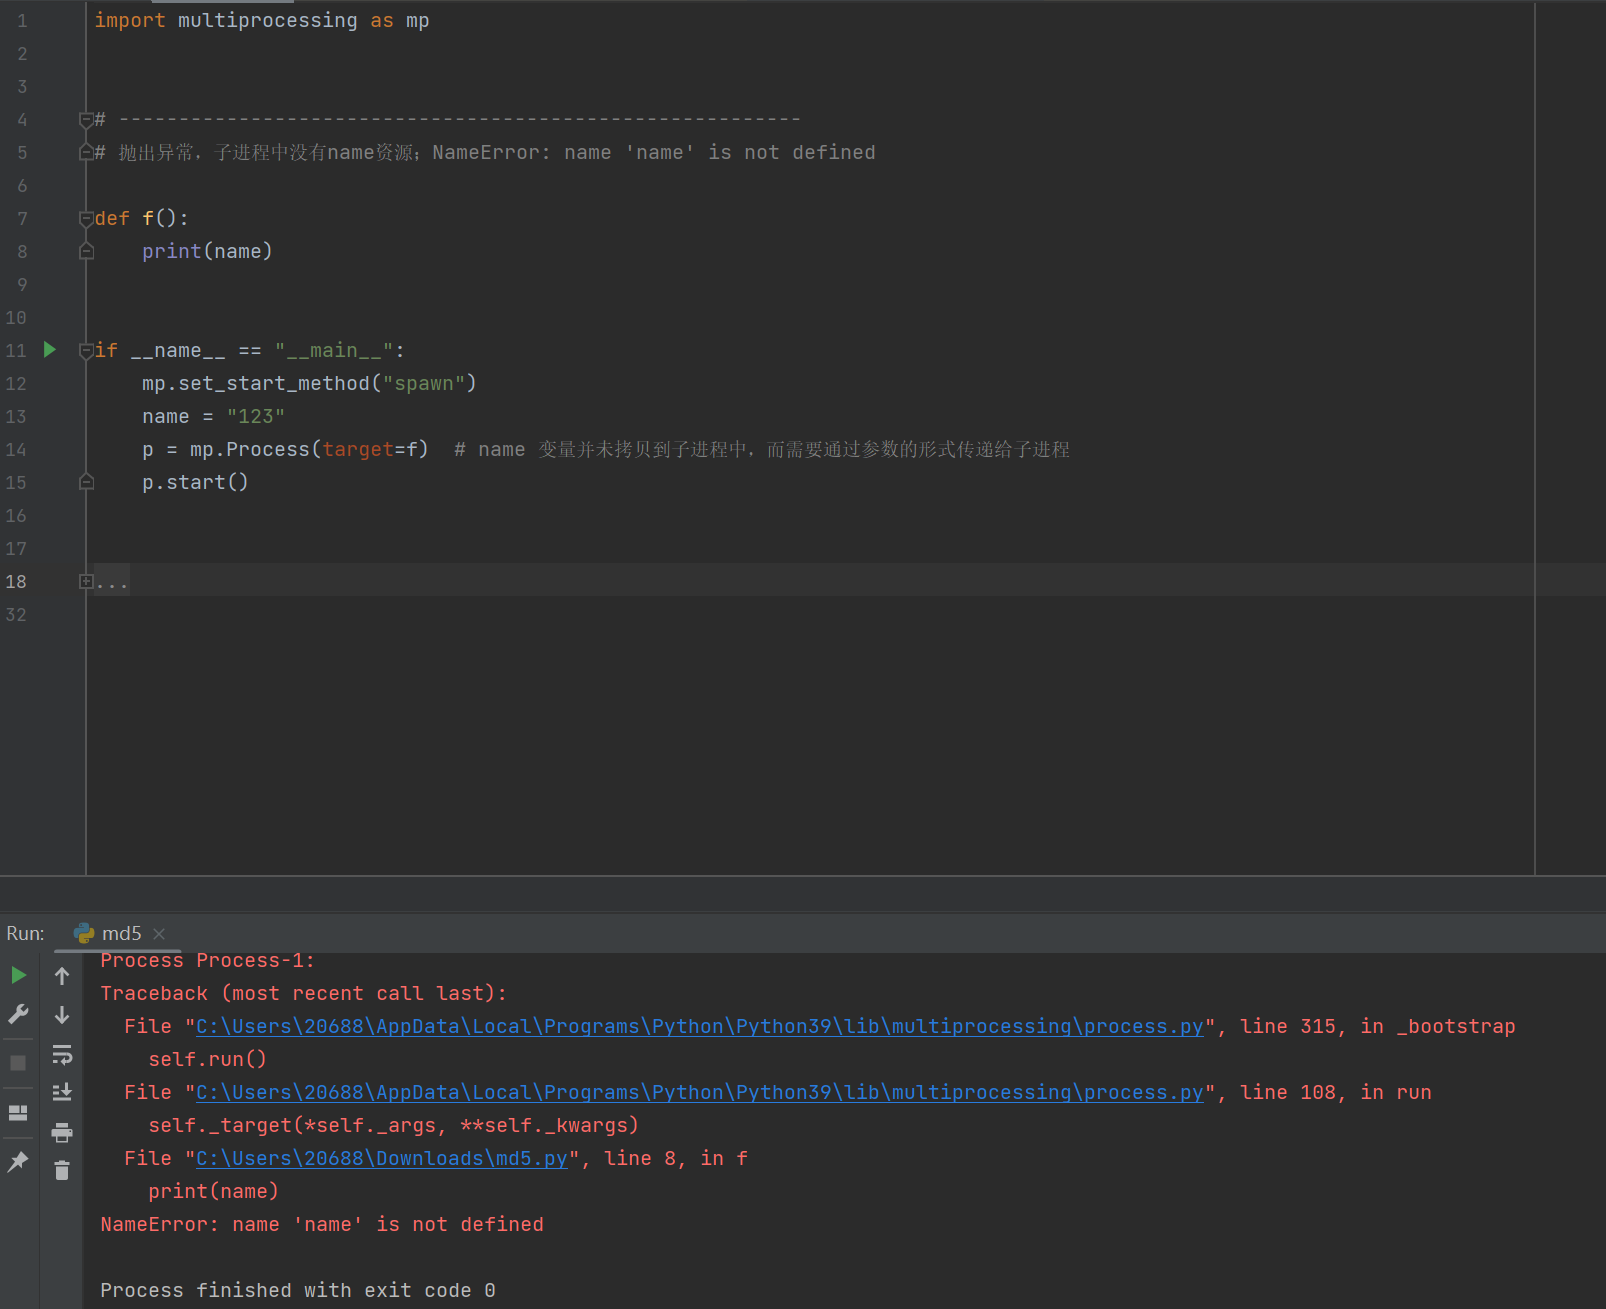 1 import multiprocessing as mp
2
3
4 # ---------------------------------------------------------
5 # 抛出异常，子进程中没有name资源；NameError: name 'name' is not defined
6
7 def f():
8     print(name)
9
10
11 if __name__ == "__main__":
12     mp.set_start_method("spawn")
13     name = "123"
14     p = mp.Process(target=f)  # name 变量并未拷贝到子进程中，而需要通过参数的形式传递给子进程
15     p.start()
16
17
18 ...
32
Run: md5
Process Process-1:
Traceback (most recent call last):
  File "C:\Users\20688\AppData\Local\Programs\Python\Python39\lib\multiprocessing\process.py", line 315, in _bootstrap
    self.run()
  File "C:\Users\20688\AppData\Local\Programs\Python\Python39\lib\multiprocessing\process.py", line 108, in run
    self._target(*self._args, **self._kwargs)
  File "C:\Users\20688\Downloads\md5.py", line 8, in f
    print(name)
NameError: name 'name' is not defined
Process finished with exit code 0